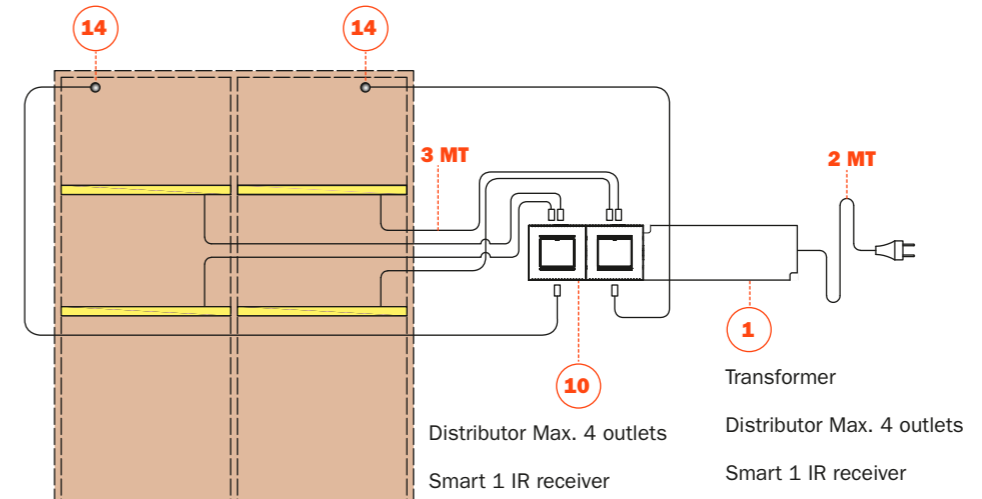 14
14
3 MT
2 MT
10
1
Distributor Max. 4 outlets
Smart 1 IR receiver
Transformer
Distributor Max. 4 outlets
Smart 1 IR receiver